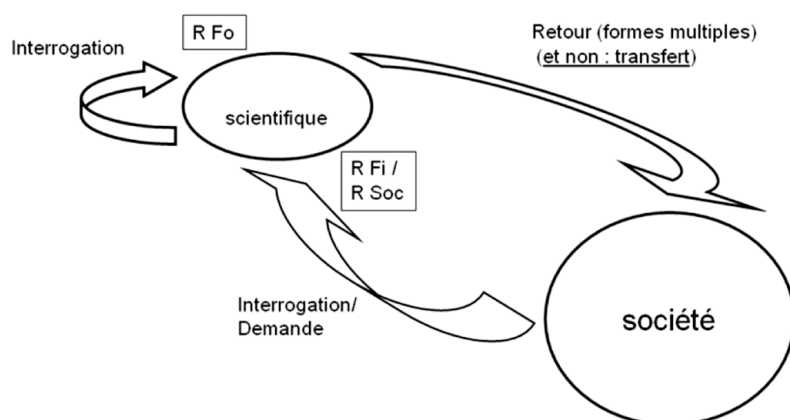 R Fo
Interrogation
Retour (formes multiples)
(et non : transfert)
scientifique
R Fi /
R Soc
Interrogation/
Demande
société